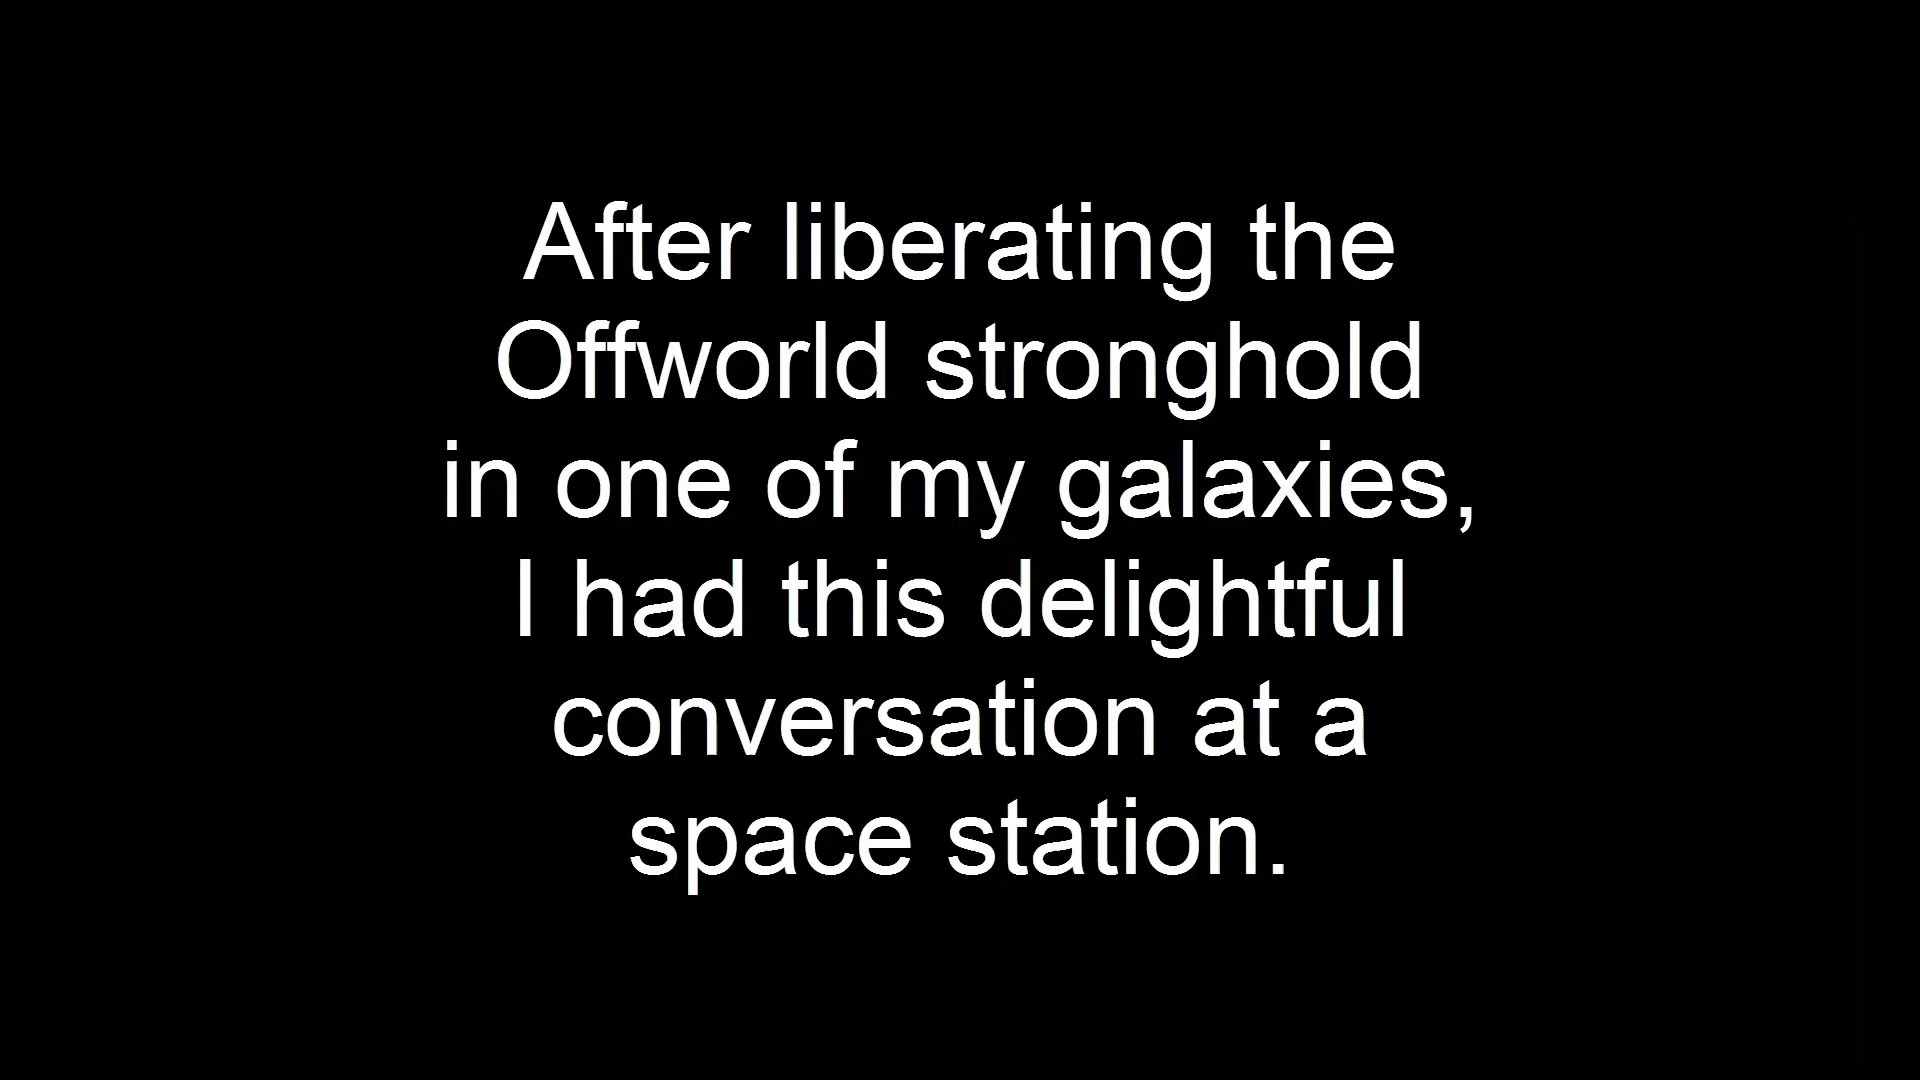 After liberating the
Offworld stronghold
in one of my galaxies,
I had this delightful
conversation at a
space station.